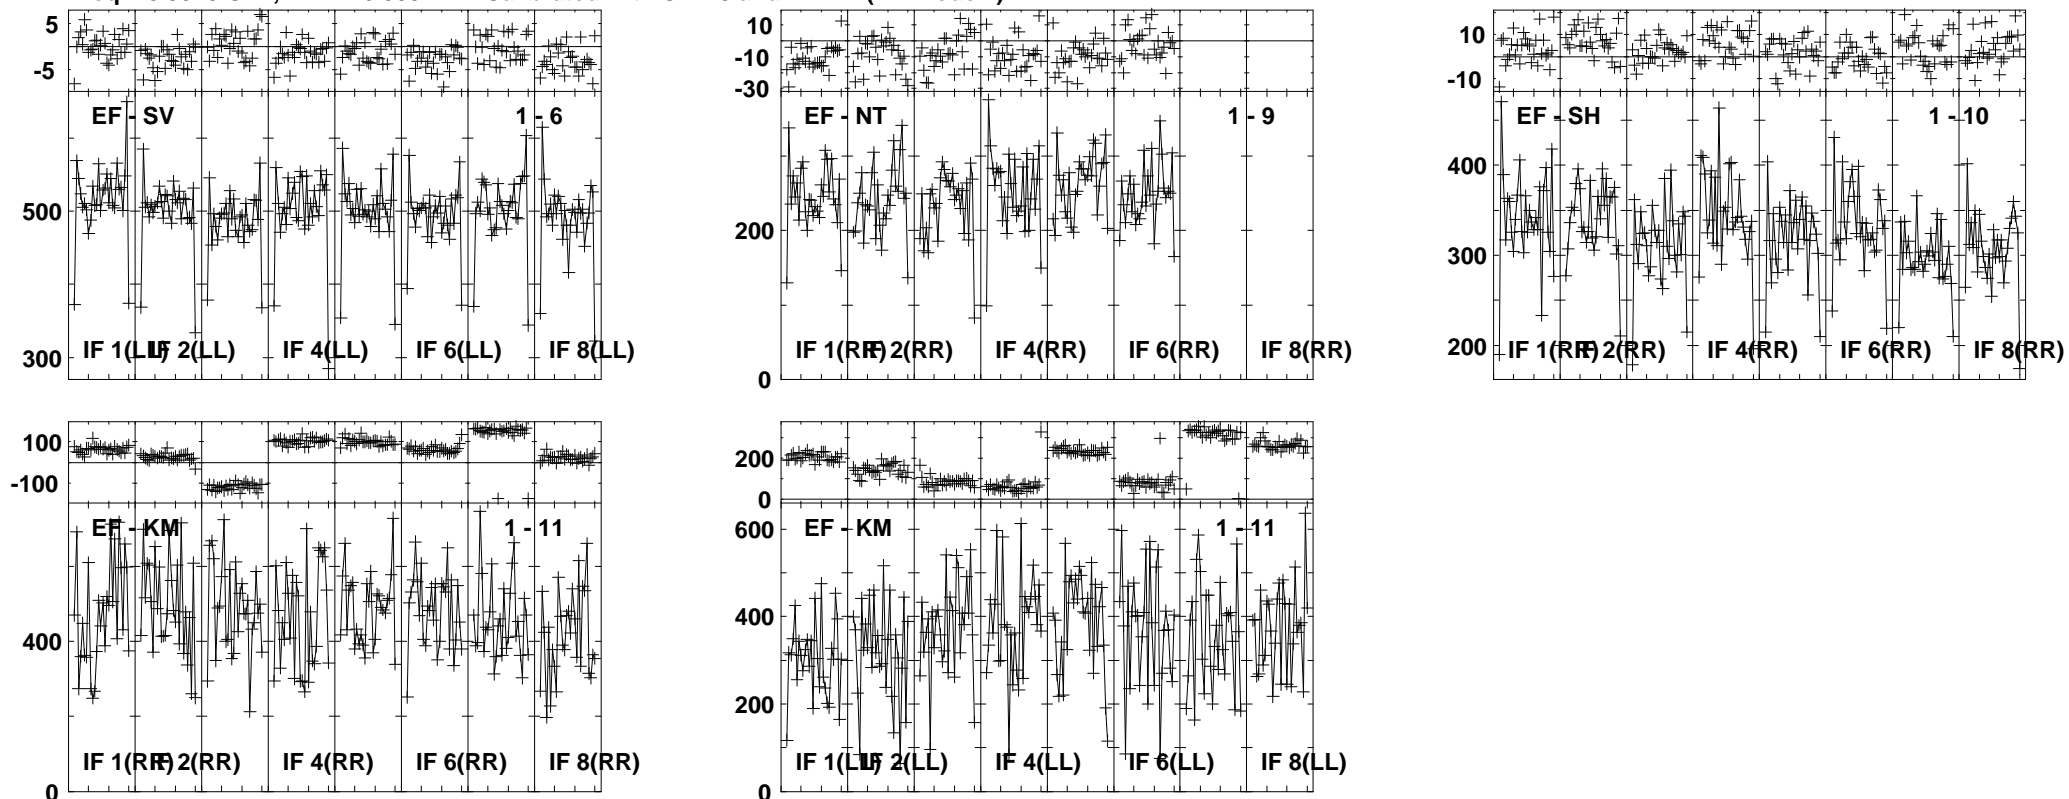 5
-5
EF - SV 1 - 6
500
300
IF 1(LL) IF 2(LL) IF 4(LL) IF 6(LL) IF 8(LL)
10
-10
-30
EF - NT 1 - 9
200
0
IF 1(RR) IF 2(RR) IF 4(RR) IF 6(RR) IF 8(RR)
10
-10
EF - SH 1 - 10
400
300
200
IF 1(RR) IF 2(RR) IF 4(RR) IF 6(RR) IF 8(RR)
100
-100
EF - KM 1 - 11
400
0
IF 1(RR) IF 2(RR) IF 4(RR) IF 6(RR) IF 8(RR)
200
0
EF - KM 1 - 11
600
400
200
0
IF 1(LL) IF 2(LL) IF 4(LL) IF 6(LL) IF 8(LL)